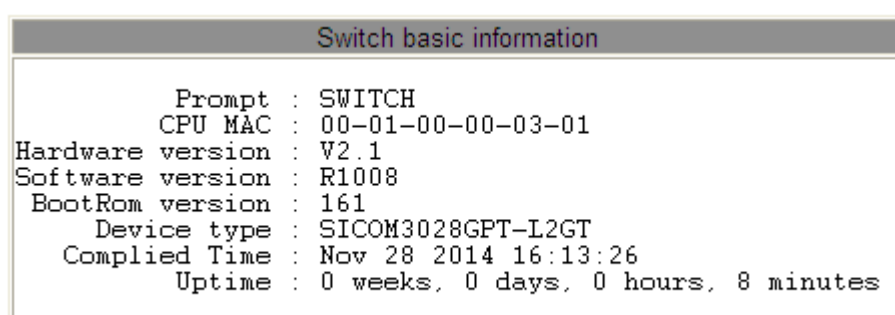 Switch basic information
Prompt : SWITCH
CPU MAC : 00-01-00-00-03-01
Hardware version : V2.1
Software version : R1008
BootRom version : 161
Device type : SICOM3028GPT-L2GT
Complied Time : Nov 28 2014 16:13:26
Uptime : 0 weeks, 0 days, 0 hours, 8 minutes